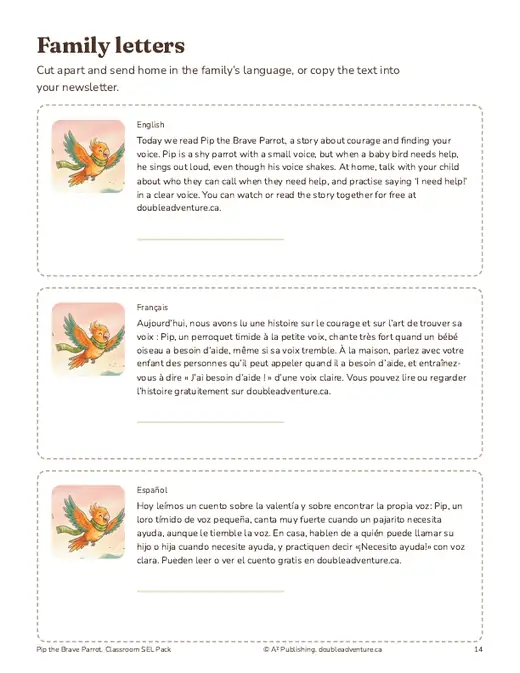 Family letters
Cut apart and send home in the family's language, or copy the text into
your newsletter.
English
Today we read Pip the Brave Parrot, a story about courage and finding your
voice. Pip is a shy parrot with a small voice, but when a baby bird needs help,
he sings out loud, even though his voice shakes. At home, talk with your child
about who they can call when they need help, and practise saying 'I need help!'
in a clear voice. You can watch or read the story together for free at
doubleadventure.ca.
Français
Aujourd'hui, nous avons lu une histoire sur le courage et sur l'art de trouver sa
voix : Pip, un perroquet timide à la petite voix, chante très fort quand un bébé
oiseau a besoin d'aide, même si sa voix tremble. À la maison, parlez avec votre
enfant des personnes qu'il peut appeler quand il a besoin d'aide, et entraînez-
vous à dire « J'ai besoin d'aide ! » d'une voix claire. Vous pouvez lire ou regarder
l'histoire gratuitement sur doubleadventure.ca.
Español
Hoy leímos un cuento sobre la valentía y sobre encontrar la propia voz: Pip, un
loro tímido de voz pequeña, canta muy fuerte cuando un pajarito necesita
ayuda, aunque le tiemble la voz. En casa, hablen de a quién puede llamar su
hijo o hija cuando necesite ayuda, y practiquen decir «¡Necesito ayuda!» con voz
clara. Pueden leer o ver el cuento gratis en doubleadventure.ca.
Pip the Brave Parrot, Classroom SEL Pack
© A² Publishing, doubleadventure.ca
14